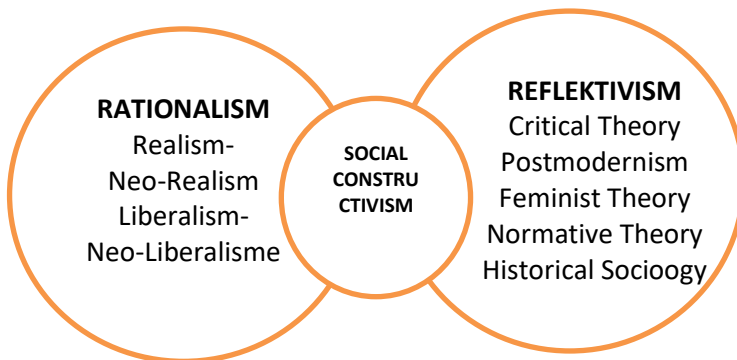 RATIONALISM
Realism-
Neo-Realism
Liberalism-
Neo-Liberalisme
SOCIAL
CONSTRU
CTIVISM
REFLEKTIVISM
Critical Theory
Postmodernism
Feminist Theory
Normative Theory
Historical Socioogy